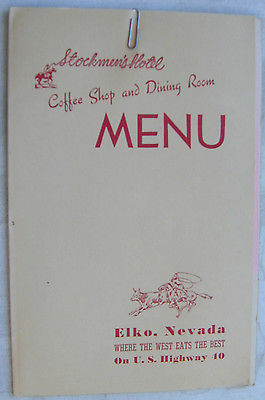 Stockmen's Hotel
Coffee Shop and Dining Room
MENU
Elko, Nevada
WHERE THE WEST EATS THE BEST
On U. S. Highway 40